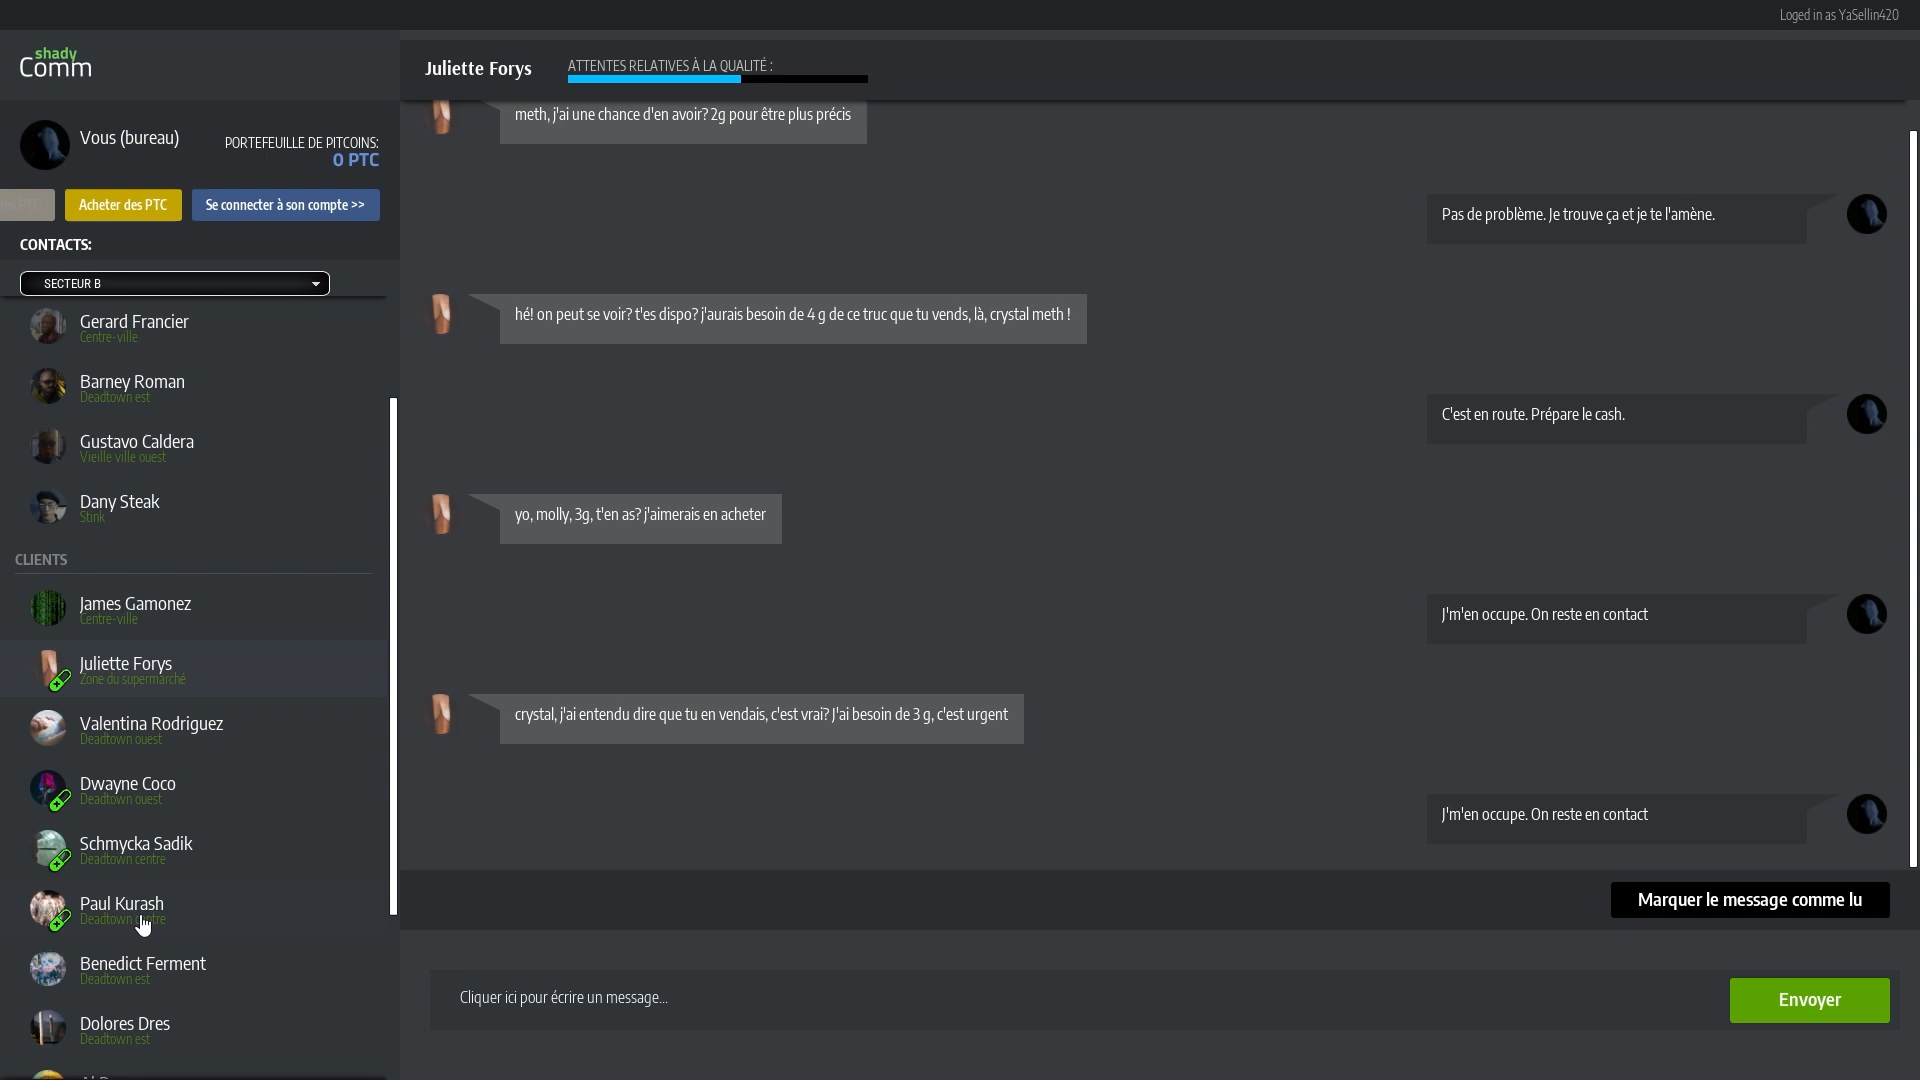 Loged in as YaSellin420
shady
Comm
Vous (bureau)
PORTEFEUILLE DE PITCOINS:
0 PTC
Acheter des PTC
Se connecter à son compte >>
CONTACTS:
SECTEUR B
Gerard Francier
Centre-ville
Barney Roman
Deadtown est
Gustavo Caldera
Vieille ville ouest
Dany Steak
Stink
CLIENTS
James Gamonez
Centre-ville
Juliette Forys
Zone du supermarché
Valentina Rodriguez
Deadtown ouest
Dwayne Coco
Deadtown ouest
Schmycka Sadik
Deadtown centre
Paul Kurash
Deadtown centre
Benedict Ferment
Deadtown est
Dolores Dres
Deadtown est
Juliette Forys
ATTENTES RELATIVES À LA QUALITÉ :
meth, j'ai une chance d'en avoir? 2g pour être plus précis
Pas de problème. Je trouve ça et je te l'amène.
hé! on peut se voir? t'es dispo? j'aurais besoin de 4 g de ce truc que tu vends, là, crystal meth !
C'est en route. Prépare le cash.
yo, molly, 3g, t'en as? j'aimerais en acheter
J'm'en occupe. On reste en contact
crystal, j'ai entendu dire que tu en vendais, c'est vrai? J'ai besoin de 3 g, c'est urgent
J'm'en occupe. On reste en contact
Marquer le message comme lu
Cliquer ici pour écrire un message...
Envoyer